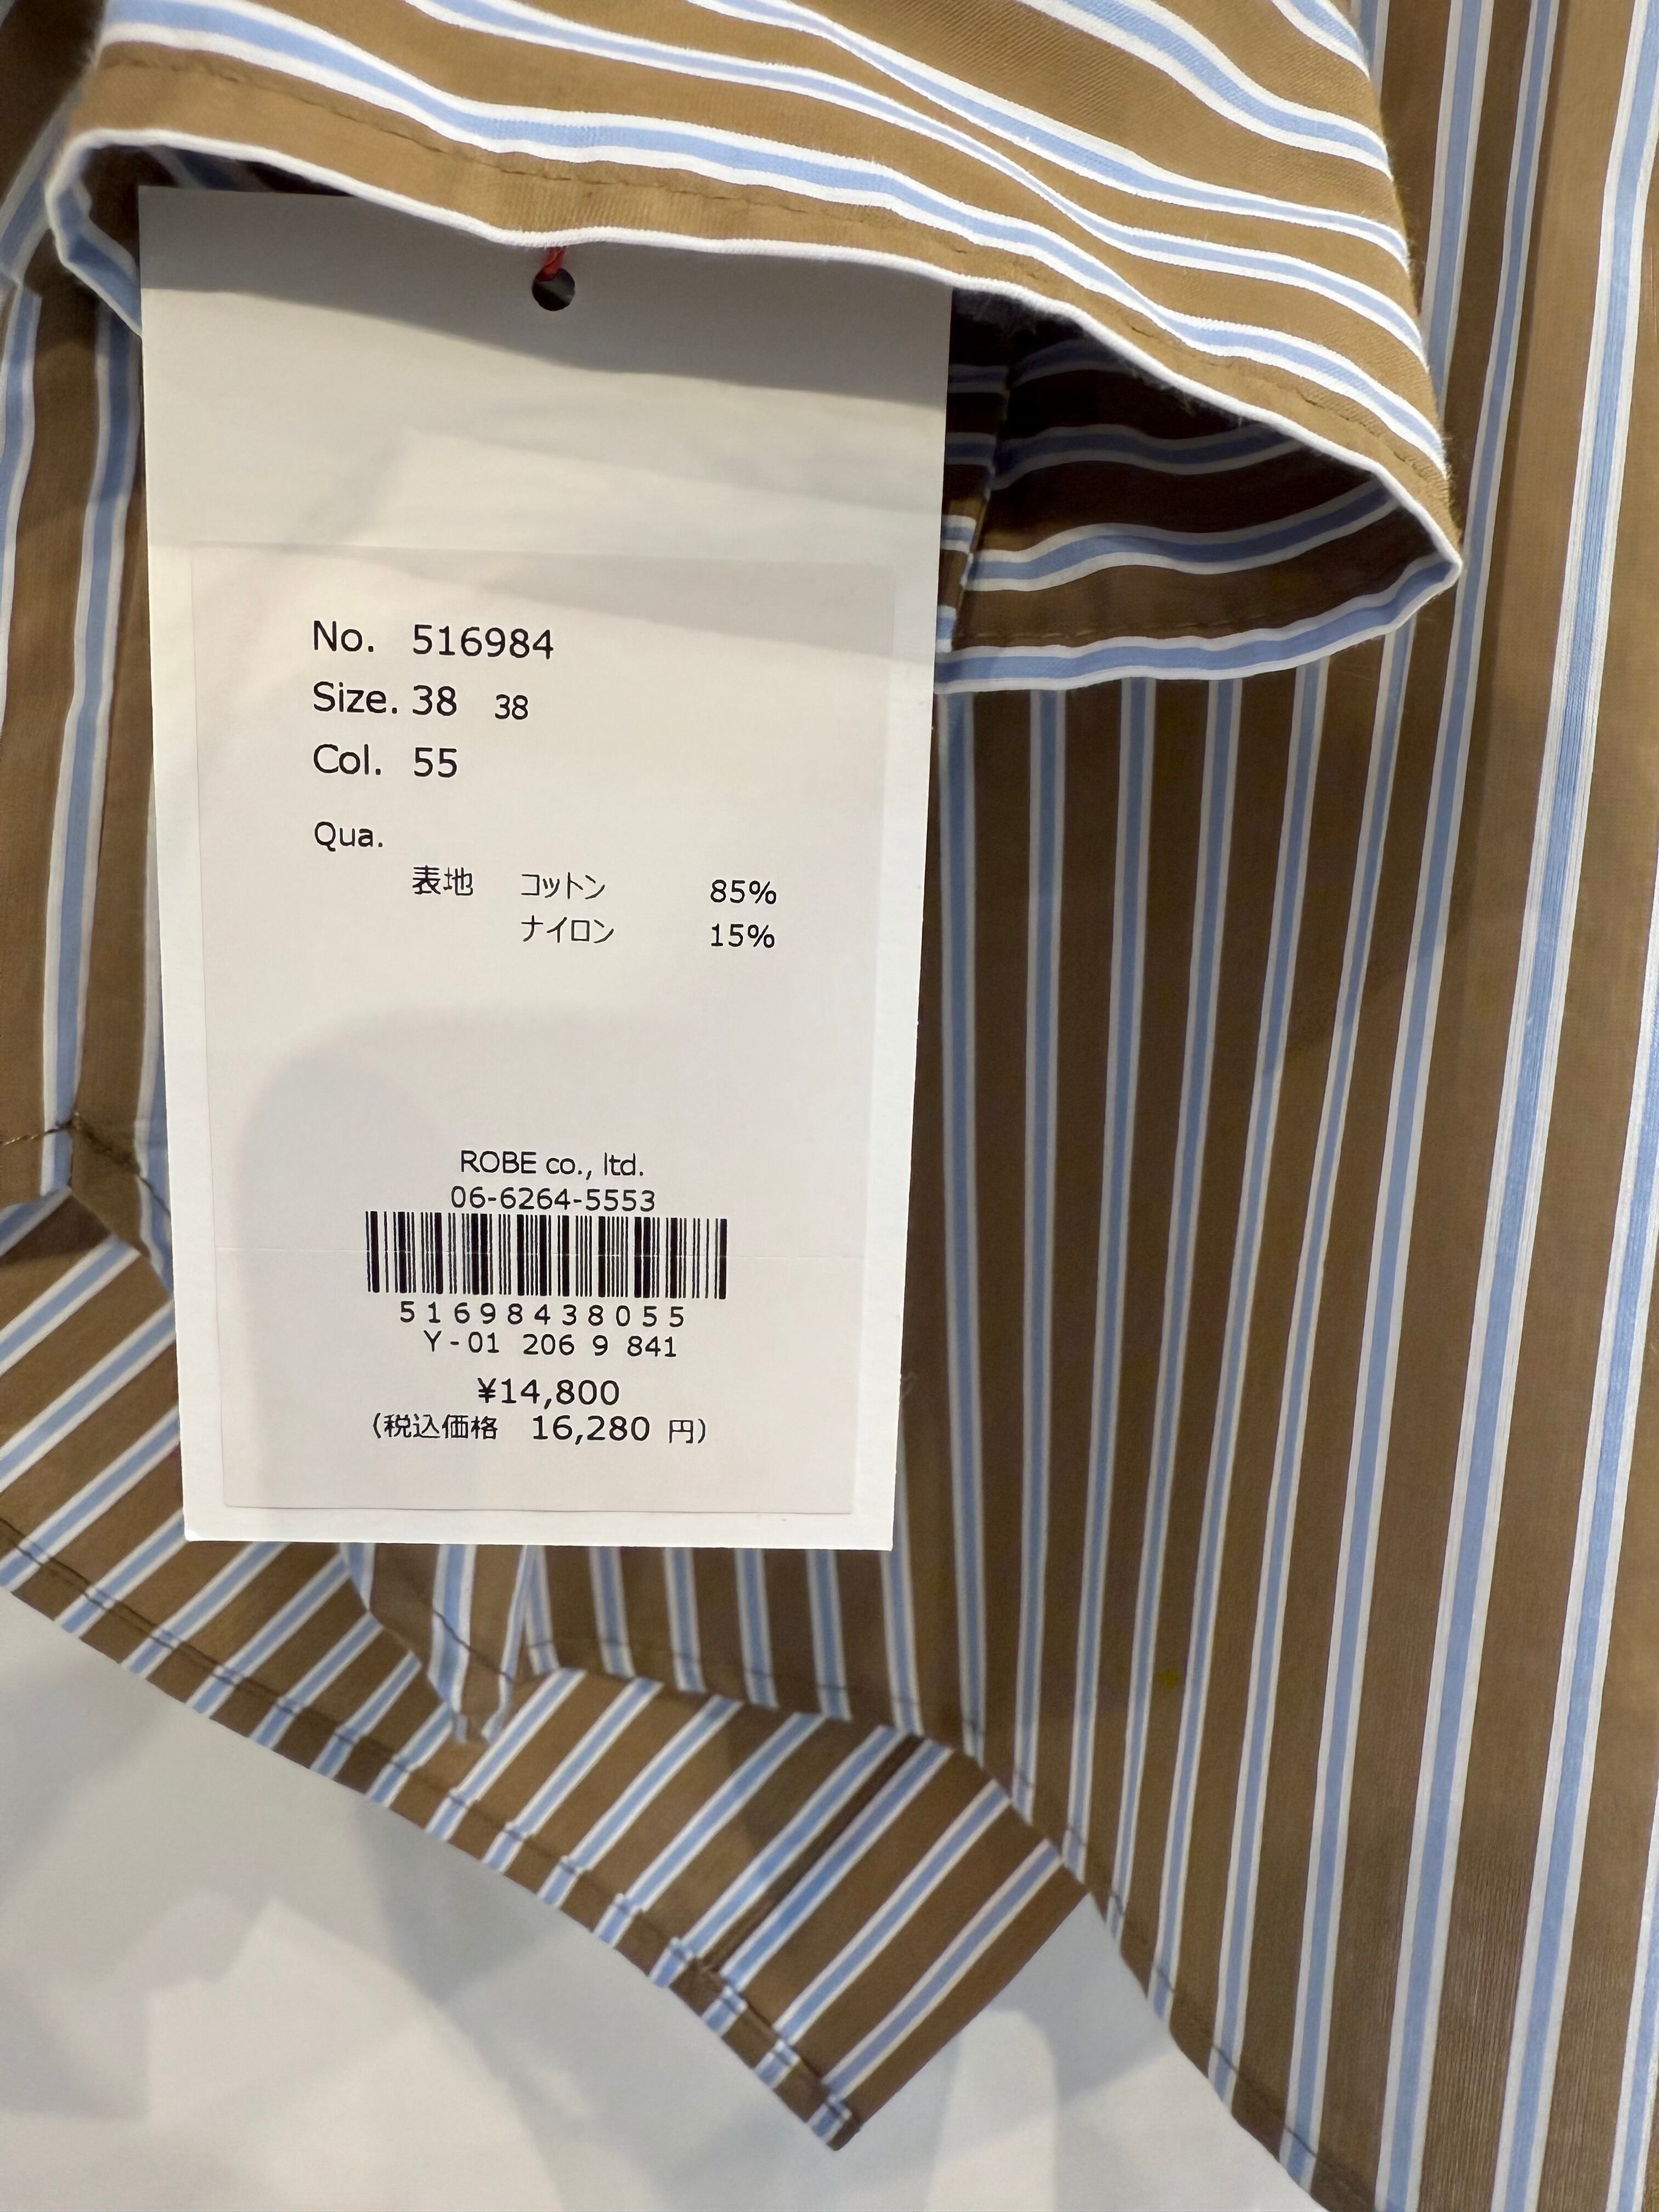 No. 516984
Size. 38 38
Col. 55
Qua.
表地 コットン 85%
ナイロン 15%
ROBE co., ltd.
06-6264-5553
51698438055
Y-01 206 9 841
¥14,800
(税込価格 16,280 円)